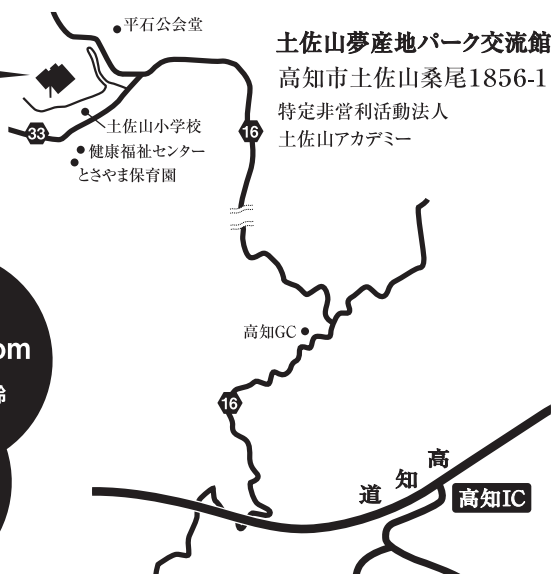 平石公会堂
土佐山夢産地パーク交流館
高知市土佐山桑尾1856-1
特定非営利活動法人
土佐山アカデミー
33
土佐山小学校
16
健康福祉センター
とさやま保育園
高知GC
om
16
高知道
高知IC